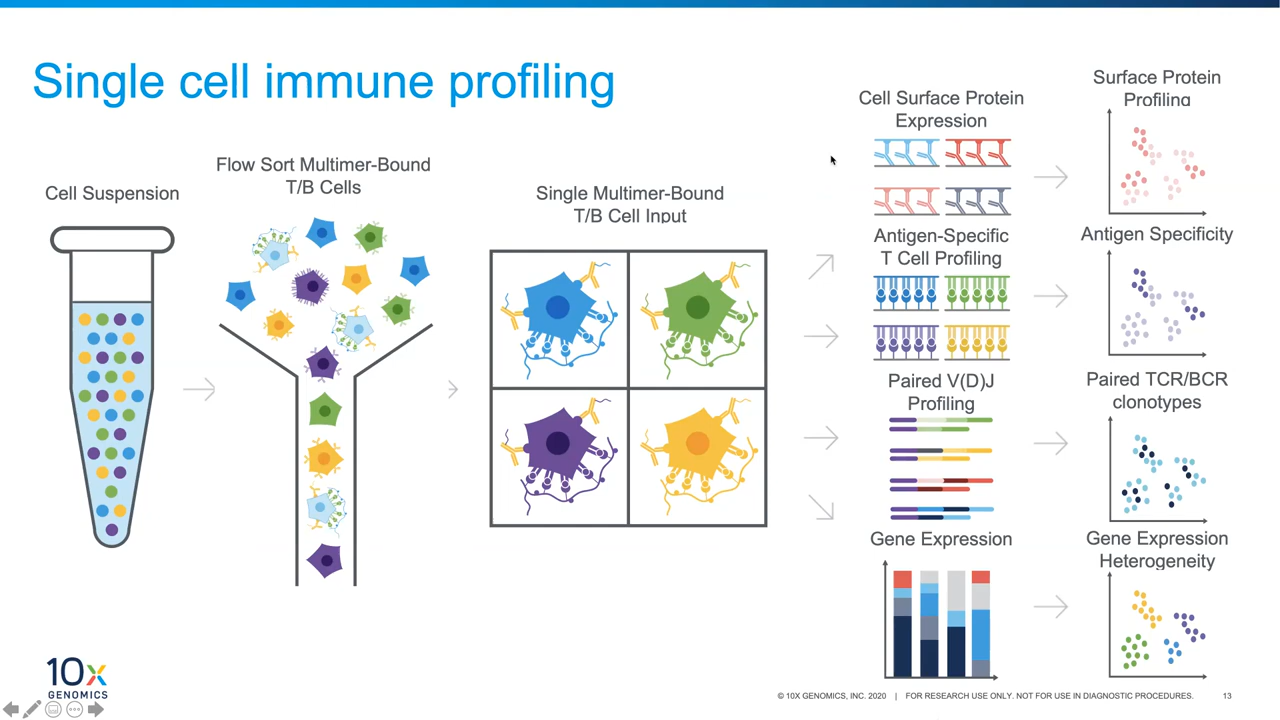 Single cell immune profiling
Cell Suspension
Flow Sort Multimer-Bound
T/B Cells
Single Multimer-Bound
T/B Cell Input
Cell Surface Protein
Expression
Surface Protein
Profiling
Antigen-Specific
T Cell Profiling
Antigen Specificity
Paired V(D)J
Profiling
Paired TCR/BCR
clonotypes
Gene Expression
Gene Expression
Heterogeneity
10x
GENOMICS
© 10X GENOMICS, INC. 2020 | FOR RESEARCH USE ONLY. NOT FOR USE IN DIAGNOSTIC PROCEDURES. 13